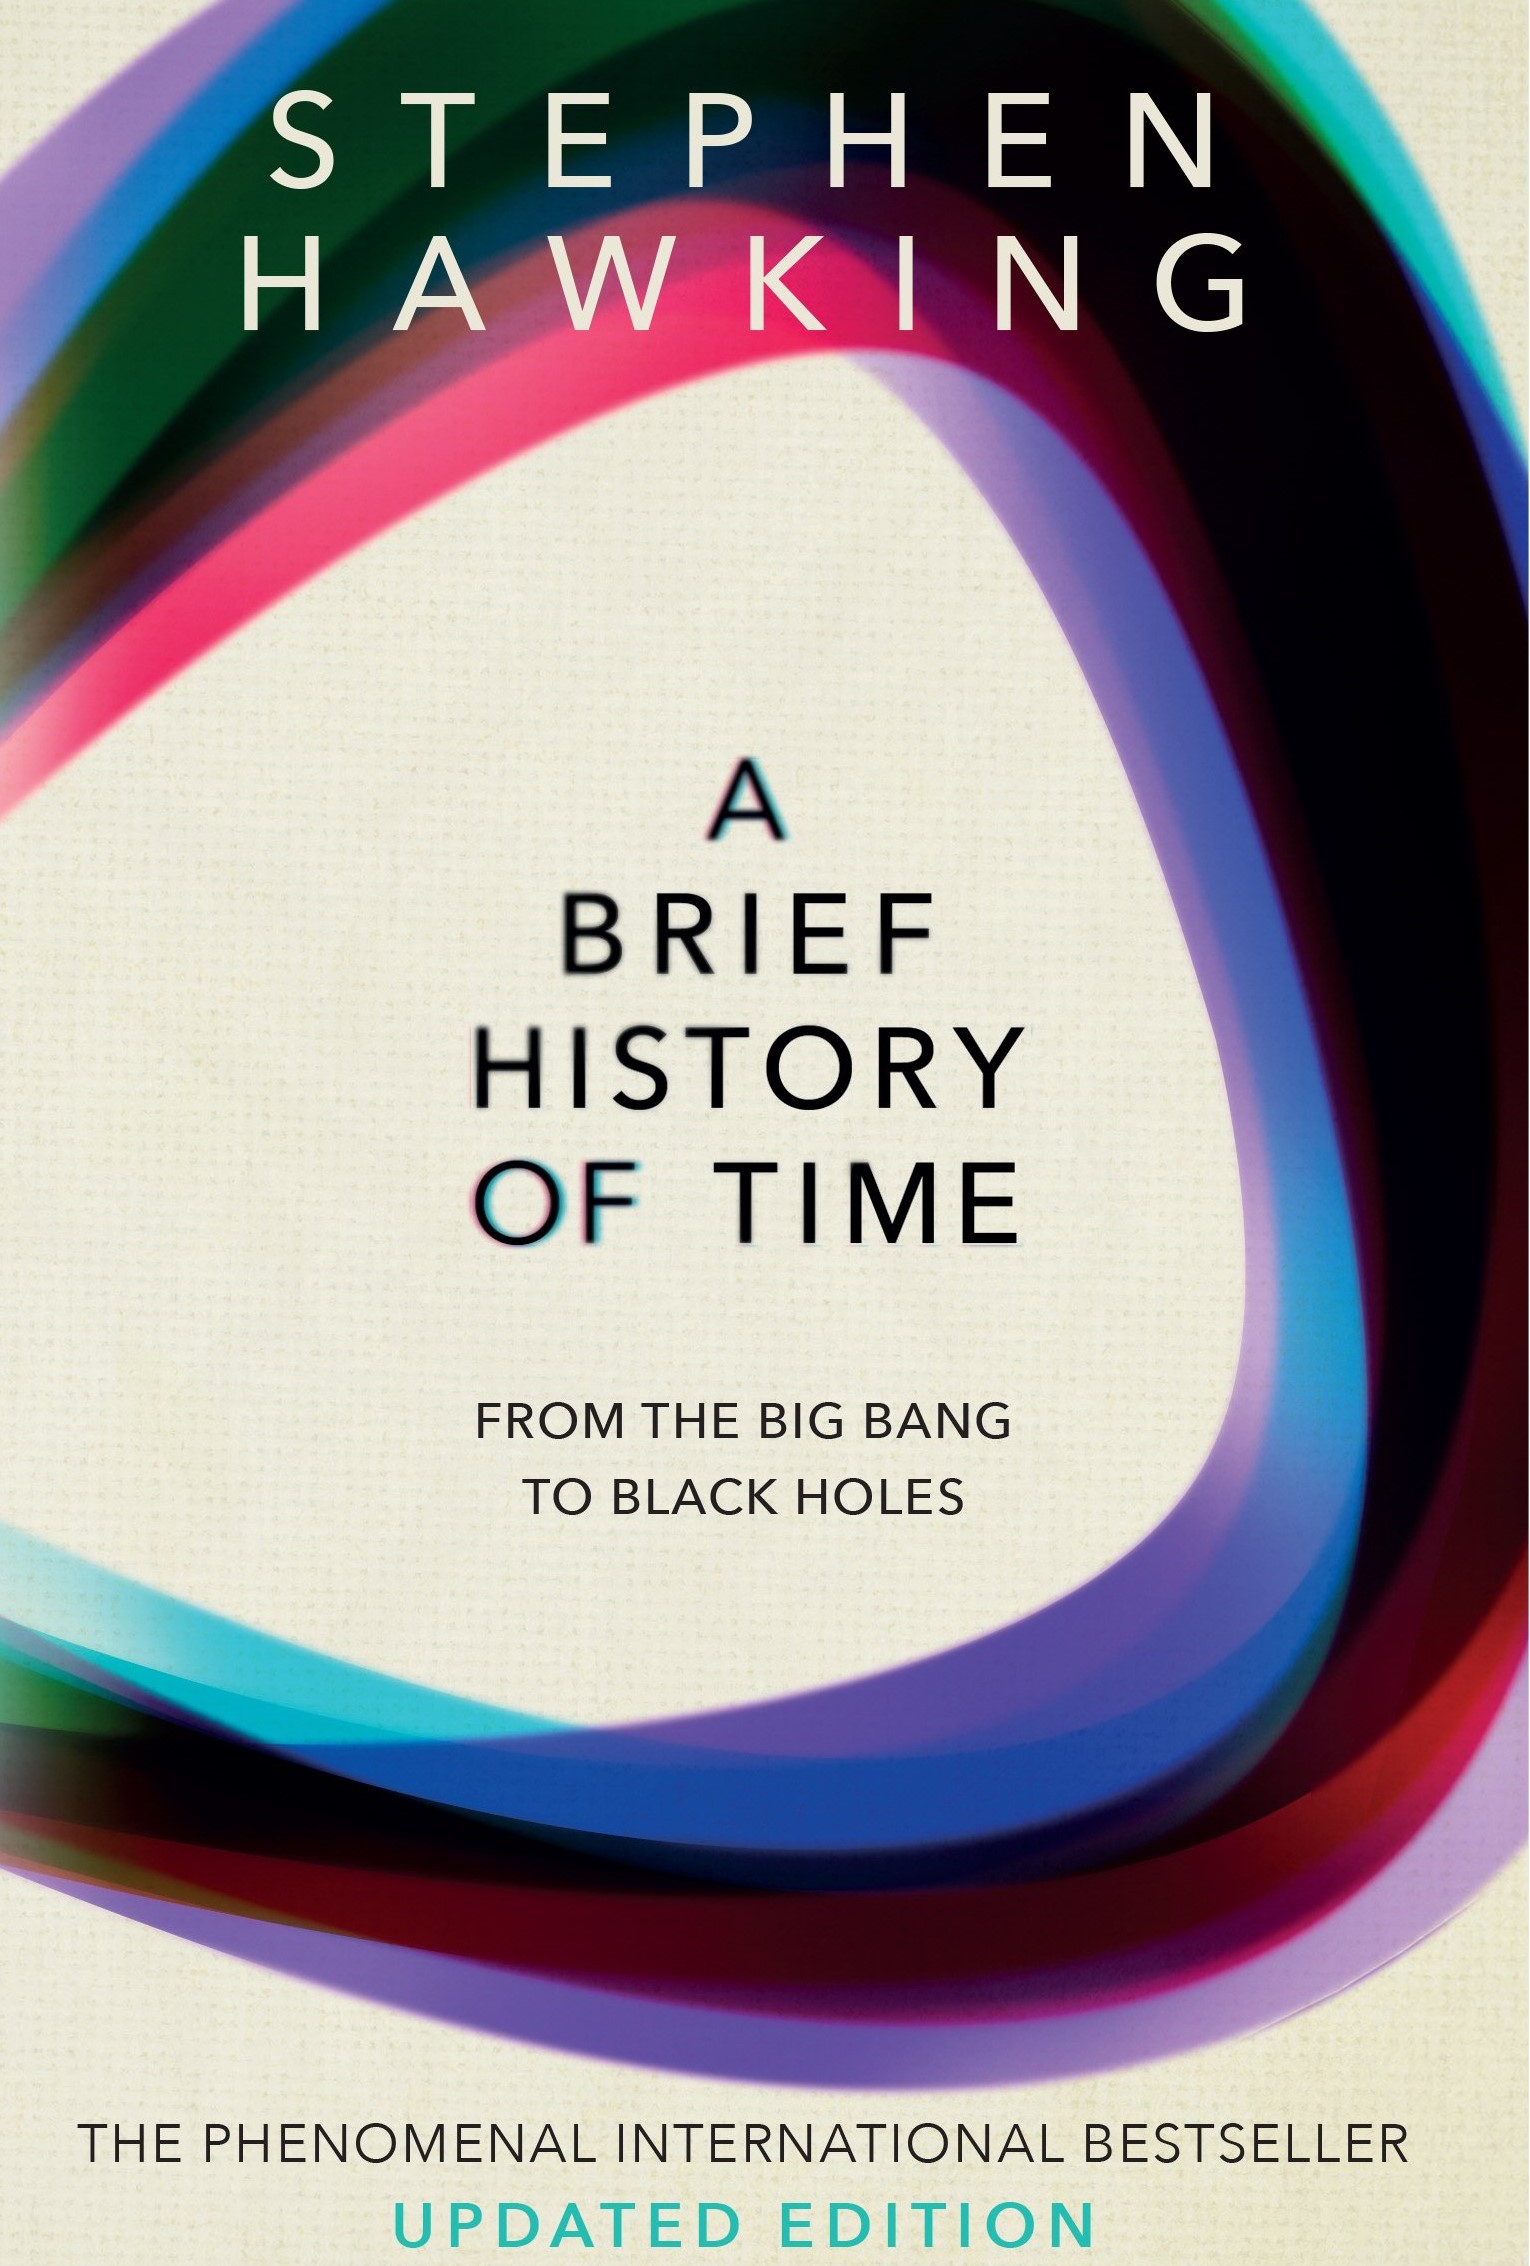 STEPHEN
HAWKING
A
BRIEF
HISTORY
OF TIME
FROM THE BIG BANG
TO BLACK HOLES
THE PHENOMENAL INTERNATIONAL BESTSELLER
UPDATED EDITION